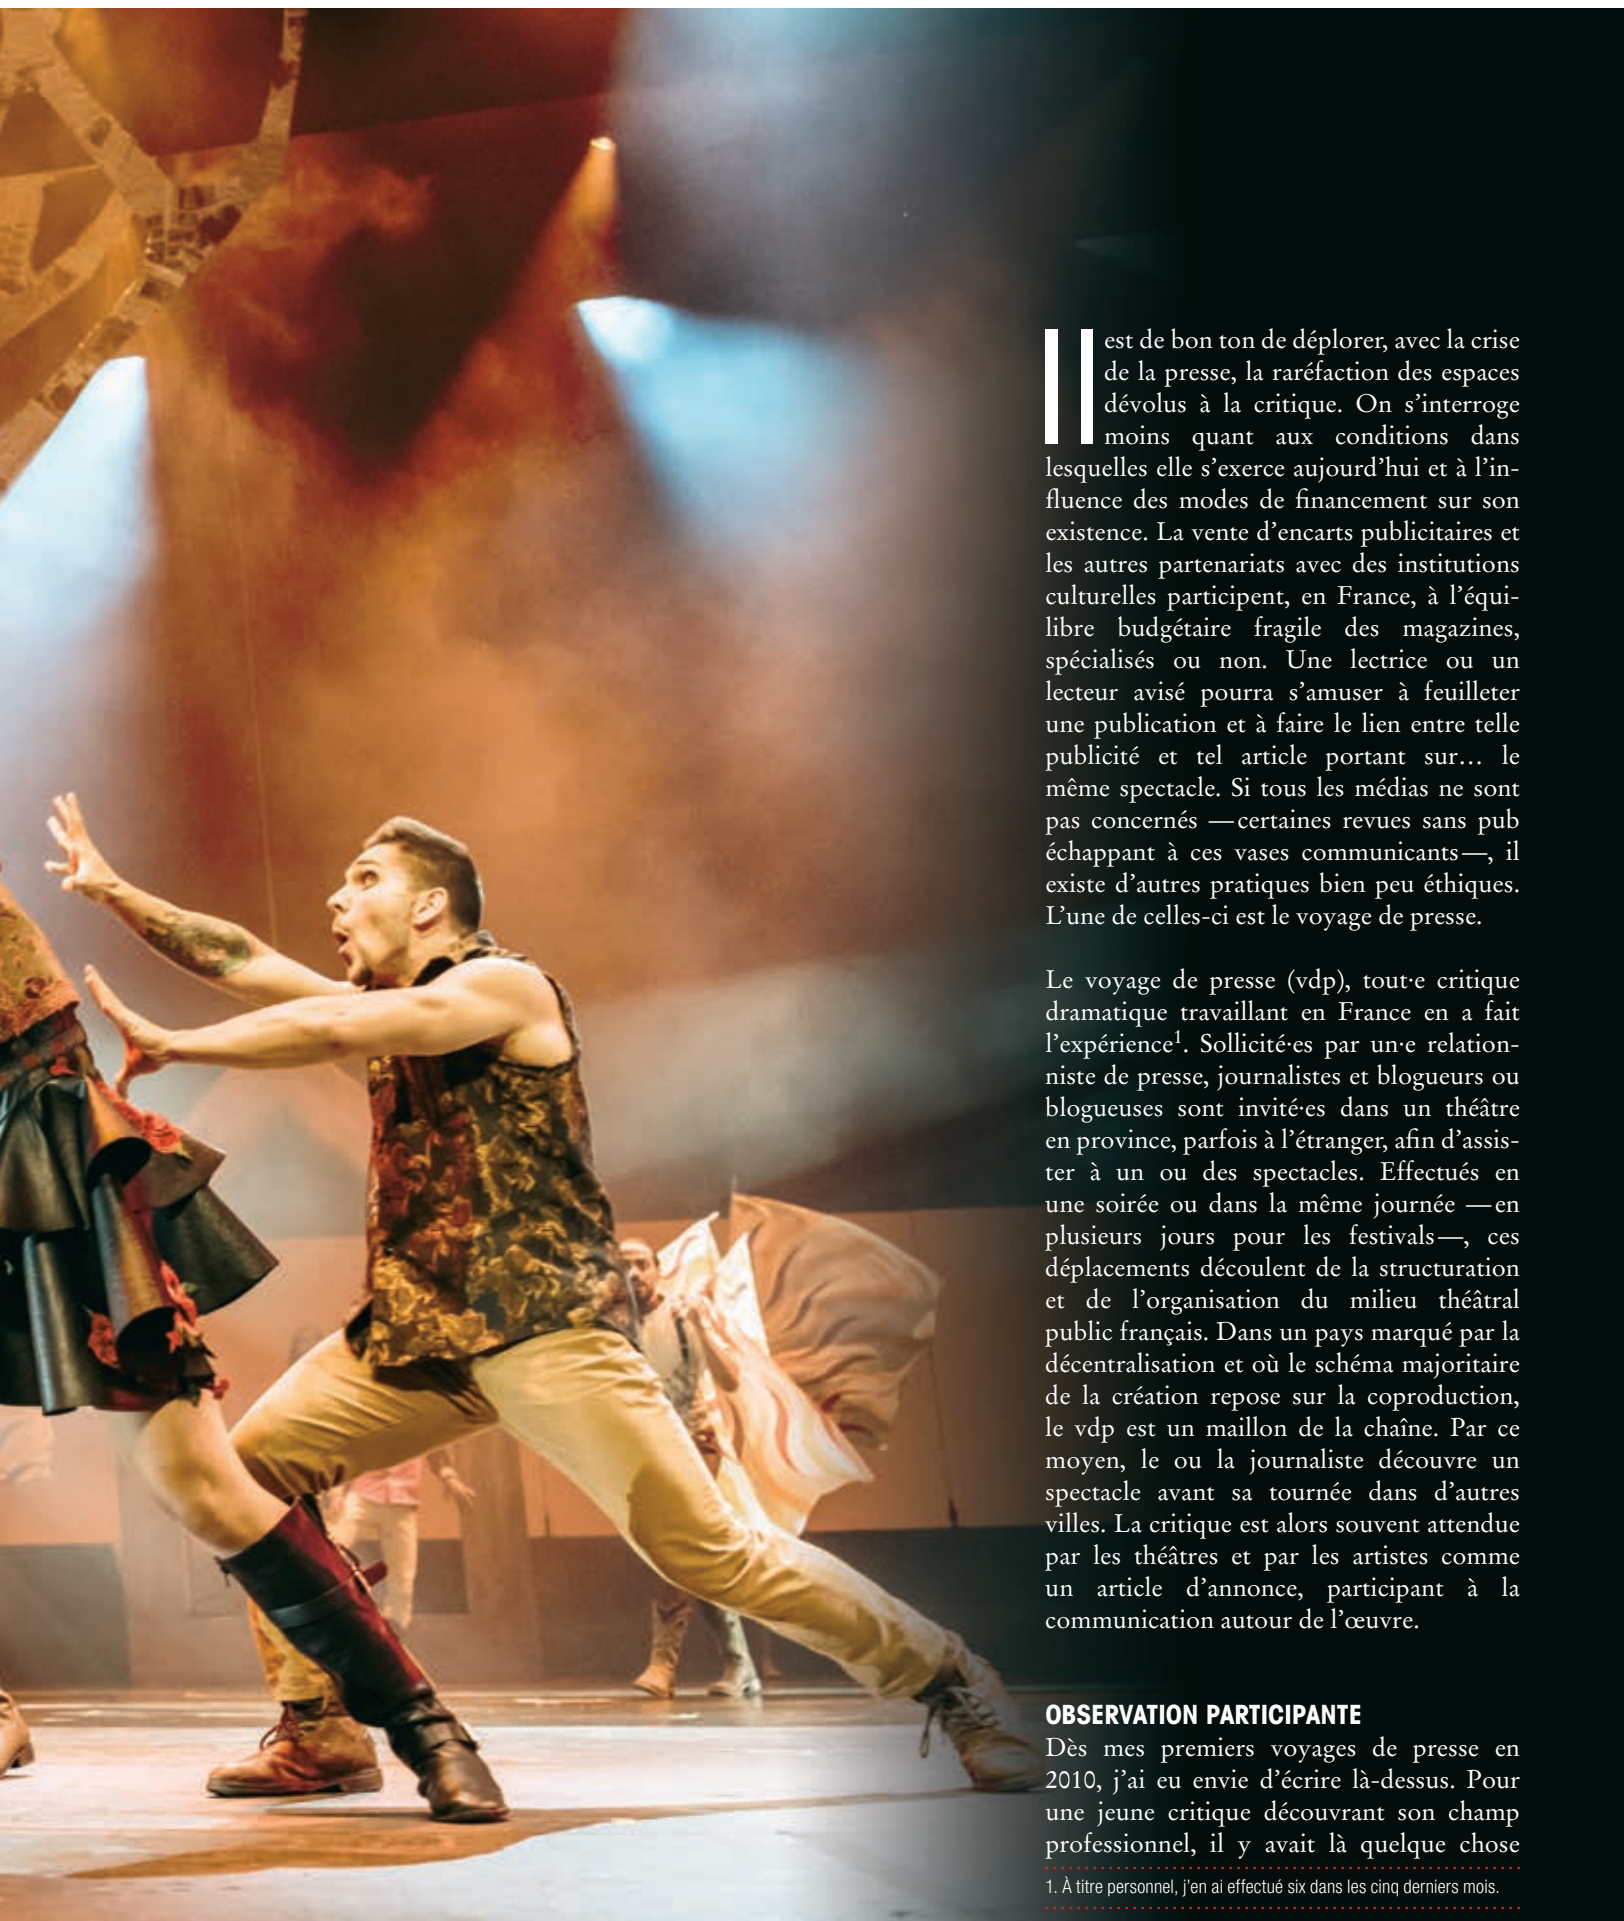 Il est de bon ton de déplorer, avec la crise
de la presse, la raréfaction des espaces
dévolus à la critique. On s’interroge
moins quant aux conditions dans
lesquelles elle s’exerce aujourd’hui et à l’in-
fluence des modes de financement sur son
existence. La vente d’encarts publicitaires et
les autres partenariats avec des institutions
culturelles participent, en France, à l’équi-
libre budgétaire fragile des magazines,
spécialisés ou non. Une lectrice ou un
lecteur avisé pourra s’amuser à feuilleter
une publication et à faire le lien entre telle
publicité et tel article portant sur… le
même spectacle. Si tous les médias ne sont
pas concernés —certaines revues sans pub
échappant à ces vases communicants—, il
existe d’autres pratiques bien peu éthiques.
L’une de celles-ci est le voyage de presse.
Le voyage de presse (vdp), tout·e critique
dramatique travaillant en France en a fait
l’expérience¹. Sollicité·es par un·e relation-
niste de presse, journalistes et blogueurs ou
blogueuses sont invité·es dans un théâtre
en province, parfois à l’étranger, afin d’assis-
ter à un ou des spectacles. Effectués en
une soirée ou dans la même journée —en
plusieurs jours pour les festivals—, ces
déplacements découlent de la structuration
et de l’organisation du milieu théâtral
public français. Dans un pays marqué par la
décentralisation et où le schéma majoritaire
de la création repose sur la coproduction,
le vdp est un maillon de la chaîne. Par ce
moyen, le ou la journaliste découvre un
spectacle avant sa tournée dans d’autres
villes. La critique est alors souvent attendue
par les théâtres et par les artistes comme
un article d’annonce, participant à la
communication autour de l’œuvre.
OBSERVATION PARTICIPANTE
Dès mes premiers voyages de presse en
2010, j’ai eu envie d’écrire là-dessus. Pour
une jeune critique découvrant son champ
professionnel, il y avait là quelque chose
1. À titre personnel, j’en ai effectué six dans les cinq derniers mois.